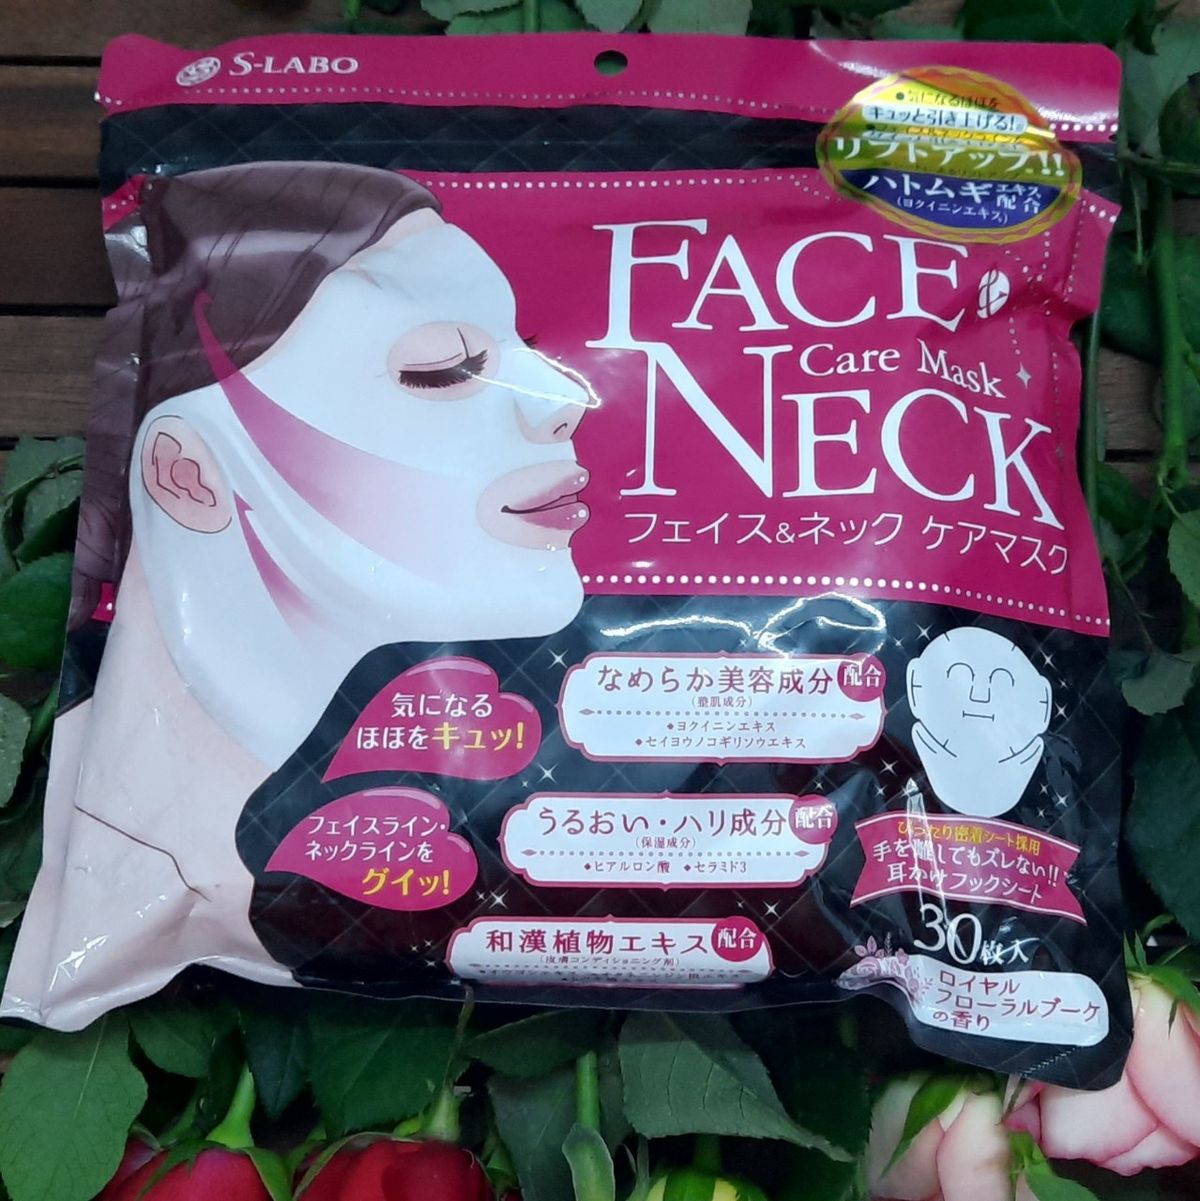 S-LABO
●気になるほほを
キュッと引き上げる!
リフトアップ!!
ハトムギエキス配合
(ヨクイニンエキス)
FACE &
Care Mask
NECK
フェイス&ネック ケアマスク
気になる
ほほをキュッ!
フェイスライン・
ネックラインを
グイッ!
なめらか美容成分配合
(整肌成分)
◆ヨクイニンエキス
◆セイヨウノコギリソウエキス
うるおい・ハリ成分配合
(保湿成分)
◆ヒアルロン酸 ◆セラミド3
和漢植物エキス配合
(皮膚コンディショニング剤)
ぴったり密着シート採用
手を離してもズレない!!
耳かけフックシート
30枚入
ロイヤル
フローラルブーケ
の香り